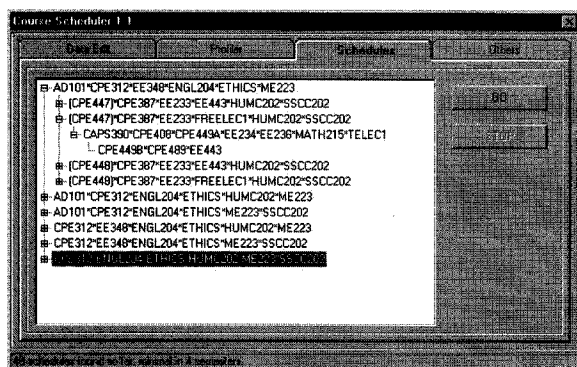 Course Scheduler 1.1
Data Edit Profiler Schedules Others
AD101*CPE312*EE348*ENGL204*ETHICS*ME223
(CPE447)*CPE387*EE233*EE443*HUMC202*SSCC202
(CPE447)*CPE387*EE233*FREELEC1*HUMC202*SSCC202
CAPS390*CPE408*CPE449A*EE234*EE236*MATH215*TELEC1
CPE449B*CPE489*EE443
(CPE448)*CPE387*EE233*EE443*HUMC202*SSCC202
(CPE448)*CPE387*EE233*FREELEC1*HUMC202*SSCC202
AD101*CPE312*ENGL204*ETHICS*HUMC202*ME223
AD101*CPE312*ENGL204*ETHICS*ME223*SSCC202
CPE312*EE348*ENGL204*ETHICS*HUMC202*ME223
CPE312*EE348*ENGL204*ETHICS*ME223*SSCC202
CPE312*ENGL204*ETHICS*HUMC202*ME223*SSCC202
GO
STOP